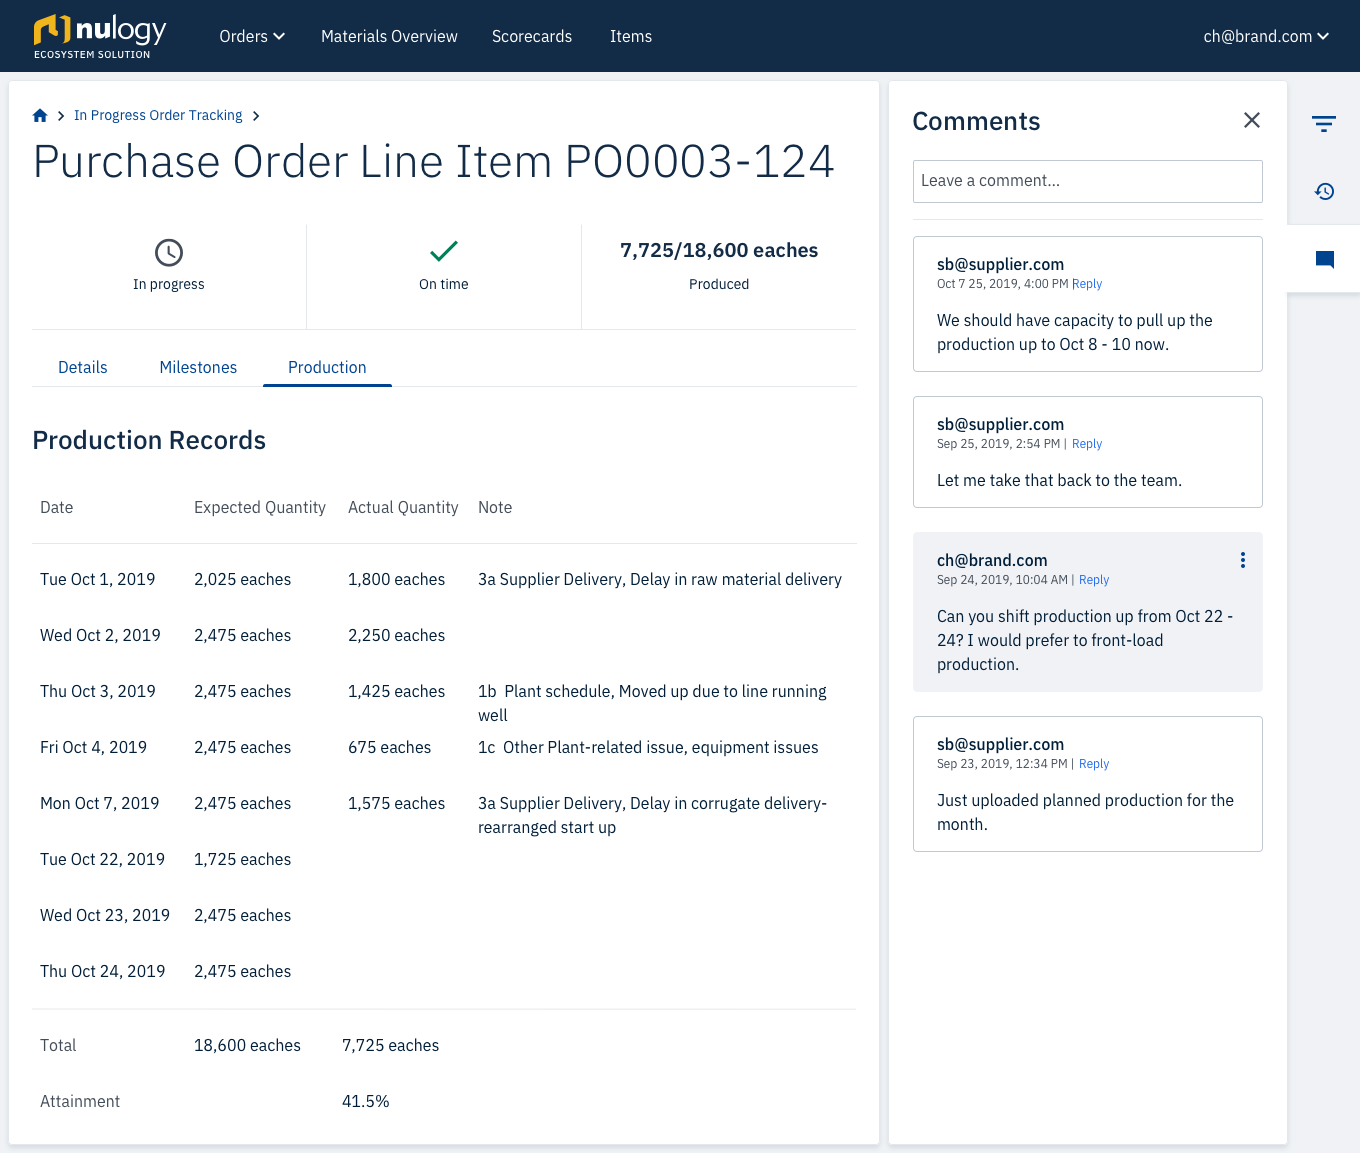 nulogy
ECOSYSTEM SOLUTION
Orders
Materials Overview
Scorecards
Items
ch@brand.com
In Progress Order Tracking
Purchase Order Line Item PO0003-124
In progress
On time
7,725/18,600 eaches
Produced
Details Milestones Production
Production Records
Date Expected Quantity Actual Quantity Note
Tue Oct 1, 2019 2,025 eaches 1,800 eaches 3a Supplier Delivery, Delay in raw material delivery
Wed Oct 2, 2019 2,475 eaches 2,250 eaches
Thu Oct 3, 2019 2,475 eaches 1,425 eaches 1b Plant schedule, Moved up due to line running
well
Fri Oct 4, 2019 2,475 eaches 675 eaches 1c Other Plant-related issue, equipment issues
Mon Oct 7, 2019 2,475 eaches 1,575 eaches 3a Supplier Delivery, Delay in corrugate delivery-
rearranged start up
Tue Oct 22, 2019 1,725 eaches
Wed Oct 23, 2019 2,475 eaches
Thu Oct 24, 2019 2,475 eaches
Total 18,600 eaches 7,725 eaches
Attainment 41.5%
Comments
Leave a comment...
sb@supplier.com
Oct 7 25, 2019, 4:00 PM Reply
We should have capacity to pull up the
production up to Oct 8 - 10 now.
sb@supplier.com
Sep 25, 2019, 2:54 PM | Reply
Let me take that back to the team.
ch@brand.com
Sep 24, 2019, 10:04 AM | Reply
Can you shift production up from Oct 22 -
24? I would prefer to front-load
production.
sb@supplier.com
Sep 23, 2019, 12:34 PM | Reply
Just uploaded planned production for the
month.